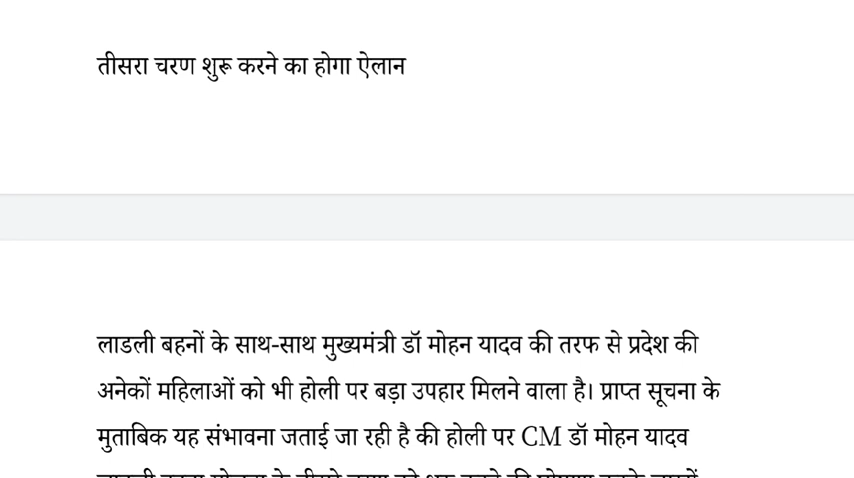 तीसरा चरण शुरू करने का होगा ऐलान
लाडली बहनों के साथ-साथ मुख्यमंत्री डॉ मोहन यादव की तरफ से प्रदेश की
अनेकों महिलाओं को भी होली पर बड़ा उपहार मिलने वाला है। प्राप्त सूचना के
मुताबिक यह संभावना जताई जा रही है की होली पर CM डॉ मोहन यादव